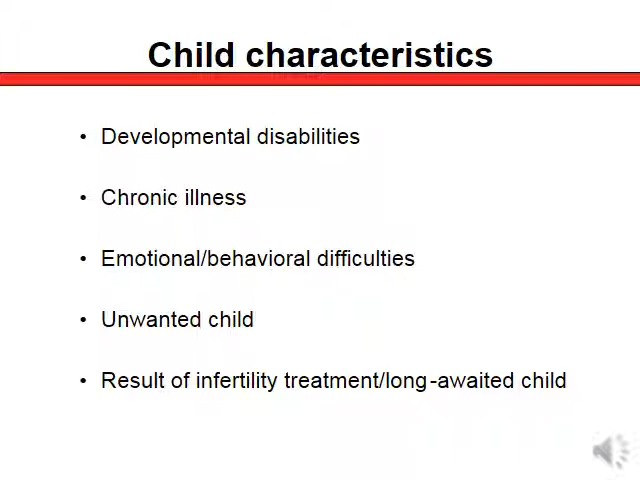 Child characteristics
• Developmental disabilities
• Chronic illness
• Emotional/behavioral difficulties
• Unwanted child
• Result of infertility treatment/long-awaited child